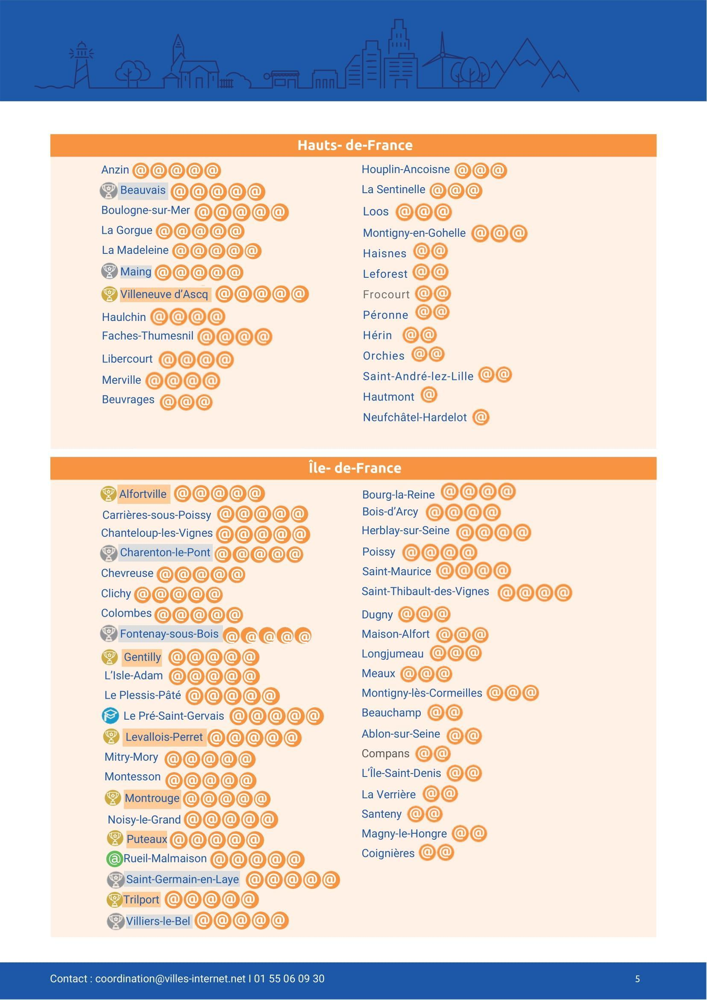 Hauts- de-France
Anzin @ @ @ @ @
Beauvais @ @ @ @ @
Boulogne-sur-Mer @ @ @ @ @
La Gorgue @ @ @ @ @
La Madeleine @ @ @ @ @
Maing @ @ @ @ @
Villeneuve d’Ascq @ @ @ @ @
Haulchin @ @ @ @
Faches-Thumesnil @ @ @ @
Libercourt @ @ @ @
Merville @ @ @ @
Beuvrages @ @ @
Houplin-Ancoisne @ @ @
La Sentinelle @ @ @
Loos @ @ @
Montigny-en-Gohelle @ @ @
Haisnes @ @
Leforest @ @
Frocourt @ @
Péronne @ @
Hérin @ @
Orchies @ @
Saint-André-lez-Lille @ @
Hautmont @
Neufchâtel-Hardelot @
Île- de-France
Alfortville @ @ @ @ @
Carrières-sous-Poissy @ @ @ @ @
Chanteloup-les-Vignes @ @ @ @ @
Charenton-le-Pont @ @ @ @ @
Chevreuse @ @ @ @ @
Clichy @ @ @ @ @
Colombes @ @ @ @ @
Fontenay-sous-Bois @ @ @ @ @
Gentilly @ @ @ @ @
L’Isle-Adam @ @ @ @ @
Le Plessis-Pâté @ @ @ @ @
Le Pré-Saint-Gervais @ @ @ @ @
Levallois-Perret @ @ @ @ @
Mitry-Mory @ @ @ @ @
Montesson @ @ @ @ @
Montrouge @ @ @ @ @
Noisy-le-Grand @ @ @ @ @
Puteaux @ @ @ @ @
@ Rueil-Malmaison @ @ @ @ @
Saint-Germain-en-Laye @ @ @ @ @
Trilport @ @ @ @ @
Villiers-le-Bel @ @ @ @ @
Bourg-la-Reine @ @ @ @
Bois-d’Arcy @ @ @ @
Herblay-sur-Seine @ @ @ @
Poissy @ @ @ @
Saint-Maurice @ @ @ @
Saint-Thibault-des-Vignes @ @ @ @
Dugny @ @ @
Maison-Alfort @ @ @
Longjumeau @ @ @
Meaux @ @ @
Montigny-lès-Cormeilles @ @ @
Beauchamp @ @
Ablon-sur-Seine @ @
Compans @ @
L’Île-Saint-Denis @ @
La Verrière @ @
Santeny @ @
Magny-le-Hongre @ @
Coignières @ @
Contact : coordination@villes-internet.net I 01 55 06 09 30
5